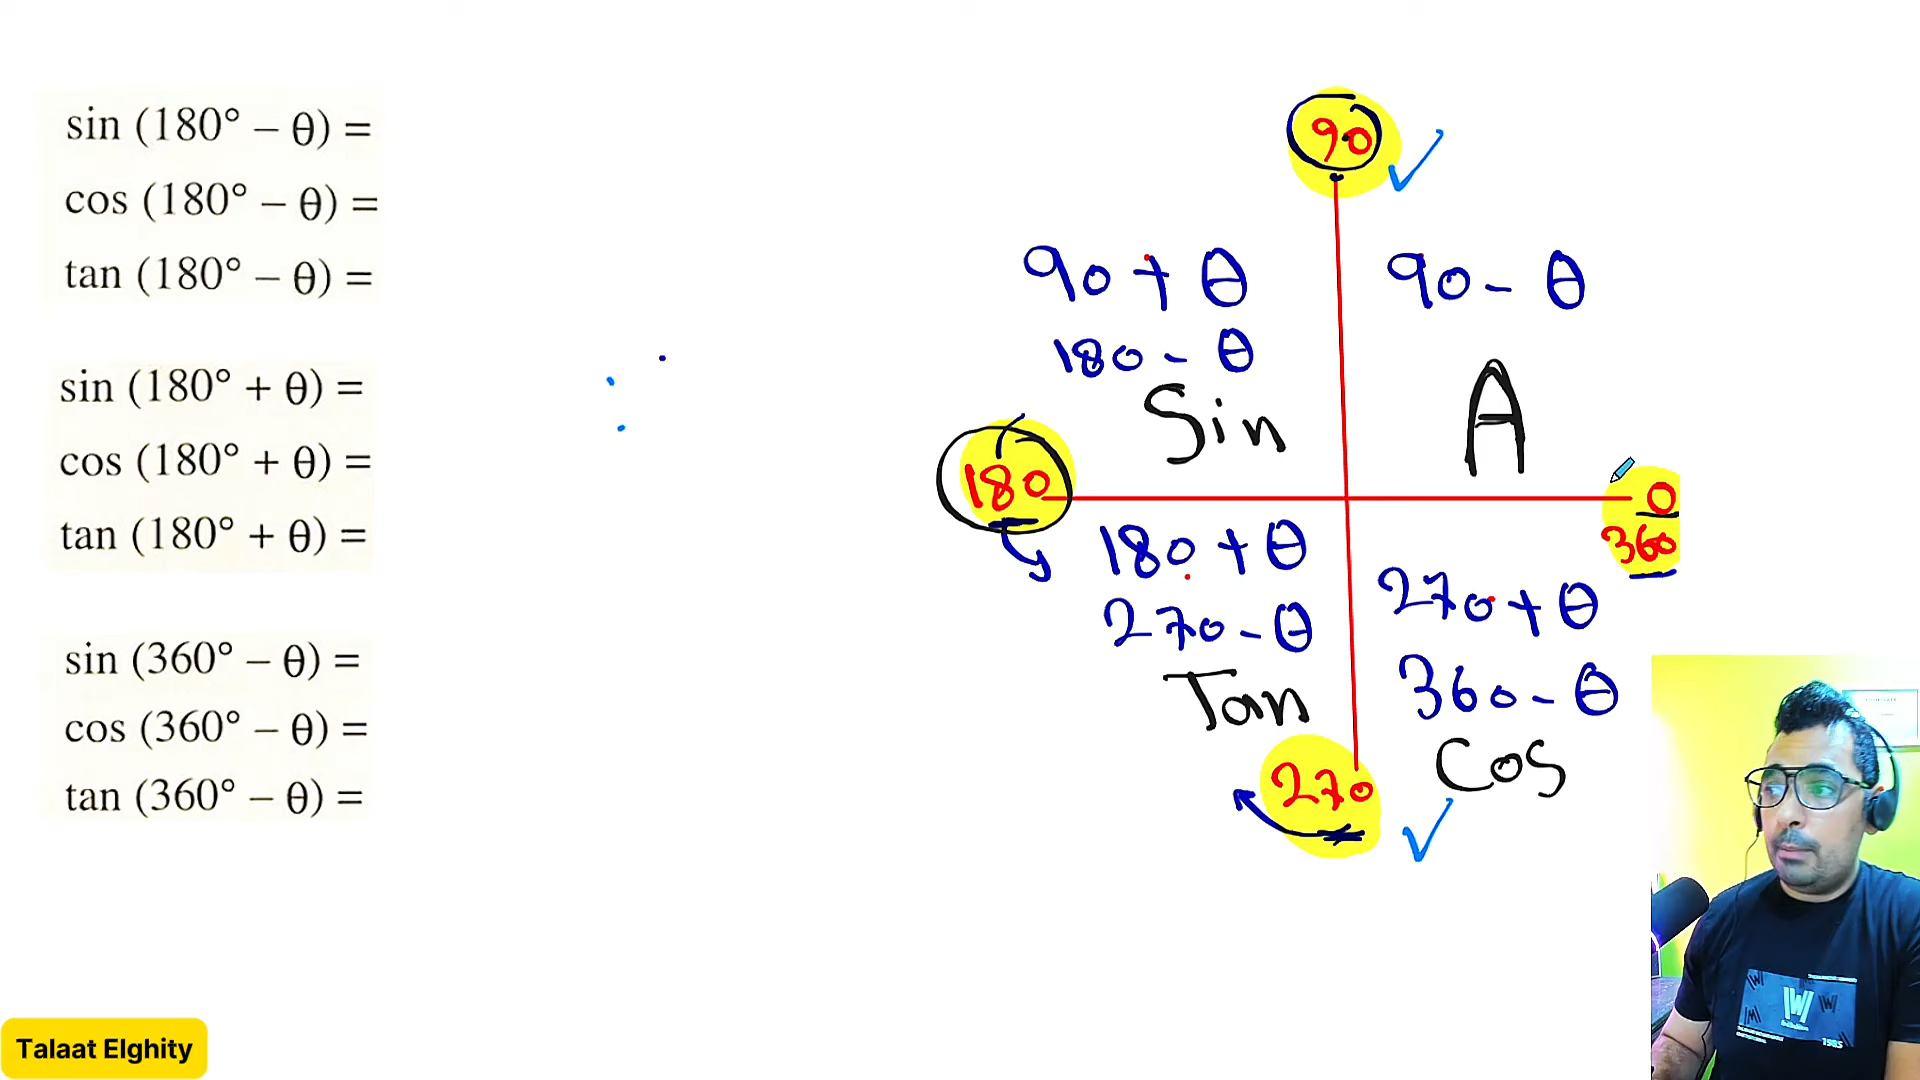 sin (180° – θ) =
cos (180° – θ) =
tan (180° – θ) =
sin (180° + θ) =
cos (180° + θ) =
tan (180° + θ) =
sin (360° – θ) =
cos (360° – θ) =
tan (360° – θ) =
90
90 + θ
180 - θ
Sin
90 - θ
A
180
0
360
180 + θ
270 - θ
Tan
270 + θ
360 - θ
Cos
270
W
1985
Talaat Elghity